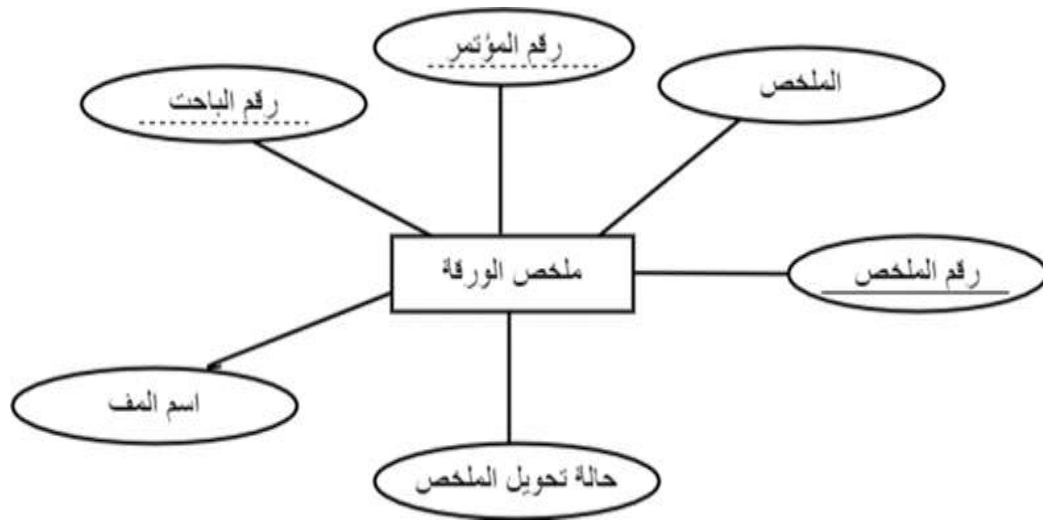 رقم المؤتمر
الملخص
رقم الباحث
ملخص الورقة
رقم الملخص
اسم المف
حالة تحويل الملخص